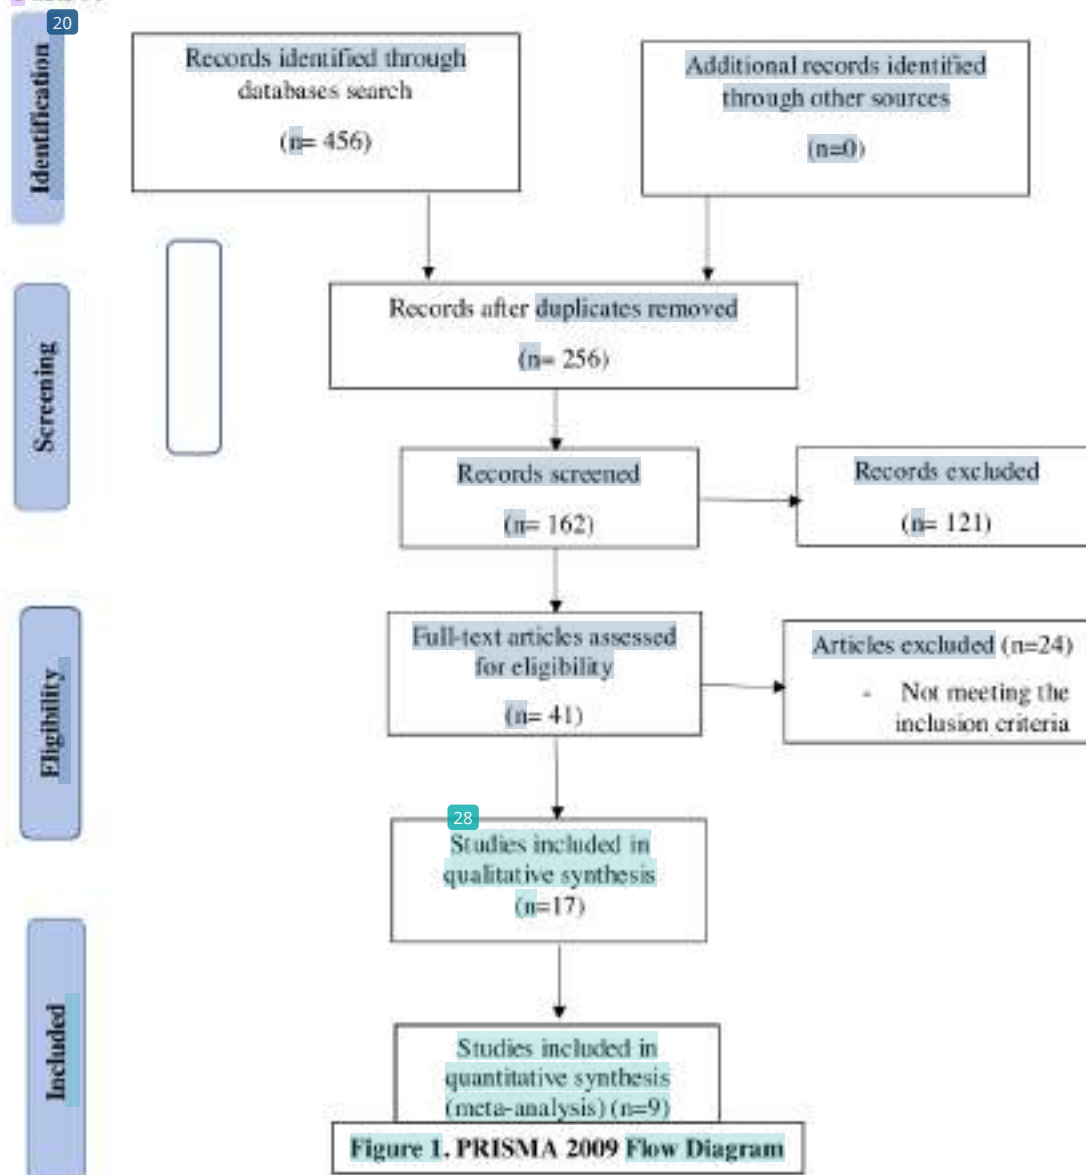 20
Identification
Records identified through
databases search
(n= 456)
Additional records identified
through other sources
(n=0)
Screening
Records after duplicates removed
(n= 256)
Records screened
(n= 162)
Records excluded
(n= 121)
Eligibility
Full-text articles assessed
for eligibility
(n= 41)
Articles excluded (n=24)
- Not meeting the
inclusion criteria
28
Studies included in
qualitative synthesis
(n=17)
Included
Studies included in
quantitative synthesis
(meta-analysis) (n=9)
Figure 1. PRISMA 2009 Flow Diagram